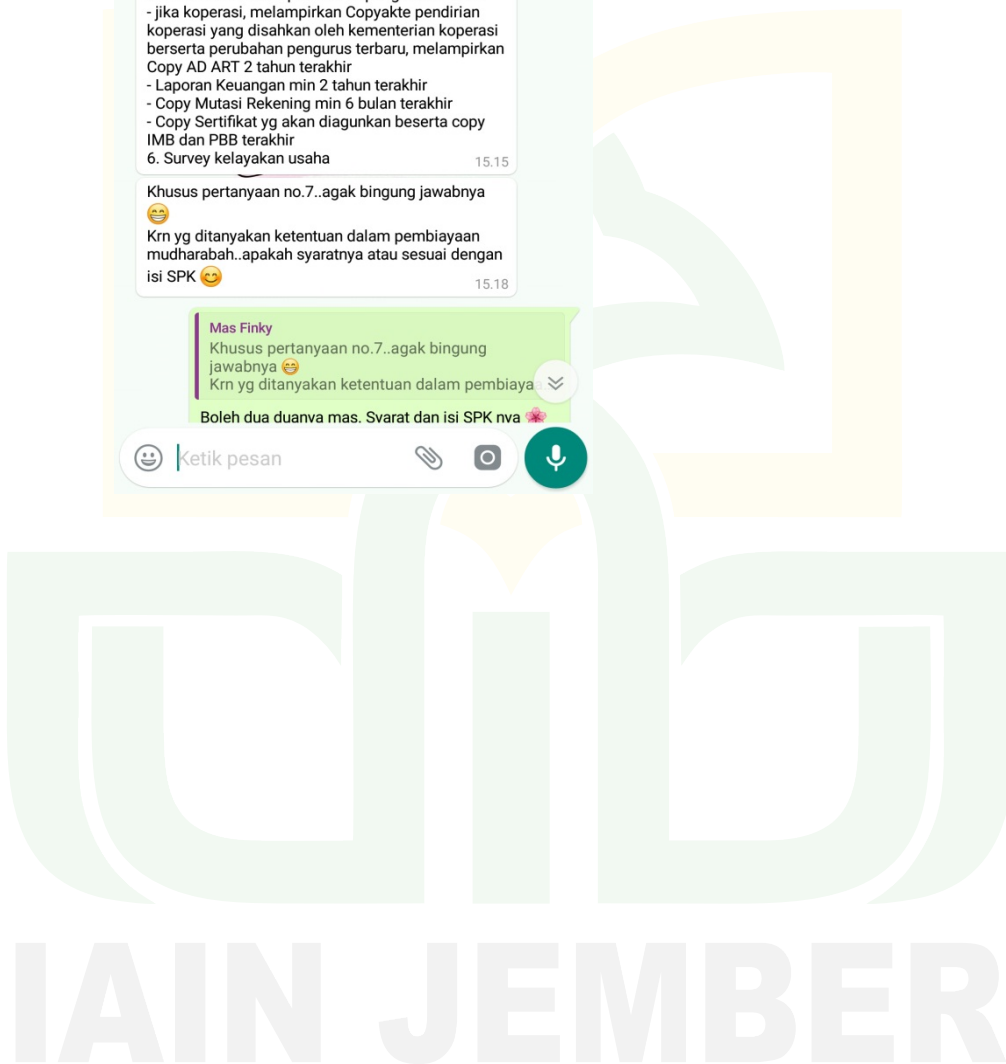 - jika koperasi, melampirkan Copyakte pendirian
koperasi yang disahkan oleh kementerian koperasi
berserta perubahan pengurus terbaru, melampirkan
Copy AD ART 2 tahun terakhir
- Laporan Keuangan min 2 tahun terakhir
- Copy Mutasi Rekening min 6 bulan terakhir
- Copy Sertifikat yg akan diagunkan beserta copy
IMB dan PBB terakhir
6. Survey kelayakan usaha
15.15
Khusus pertanyaan no.7..agak bingung jawabnya
😁
Krn yg ditanyakan ketentuan dalam pembiayaan
mudharabah..apakah syaratnya atau sesuai dengan
isi SPK 😊
15.18
Mas Finky
Khusus pertanyaan no.7..agak bingung
jawabnya 😁
Krn yg ditanyakan ketentuan dalam pembiayaa
Boleh dua duanya mas. Syarat dan isi SPK nya 🌸
Ketik pesan
IAIN JEMBER